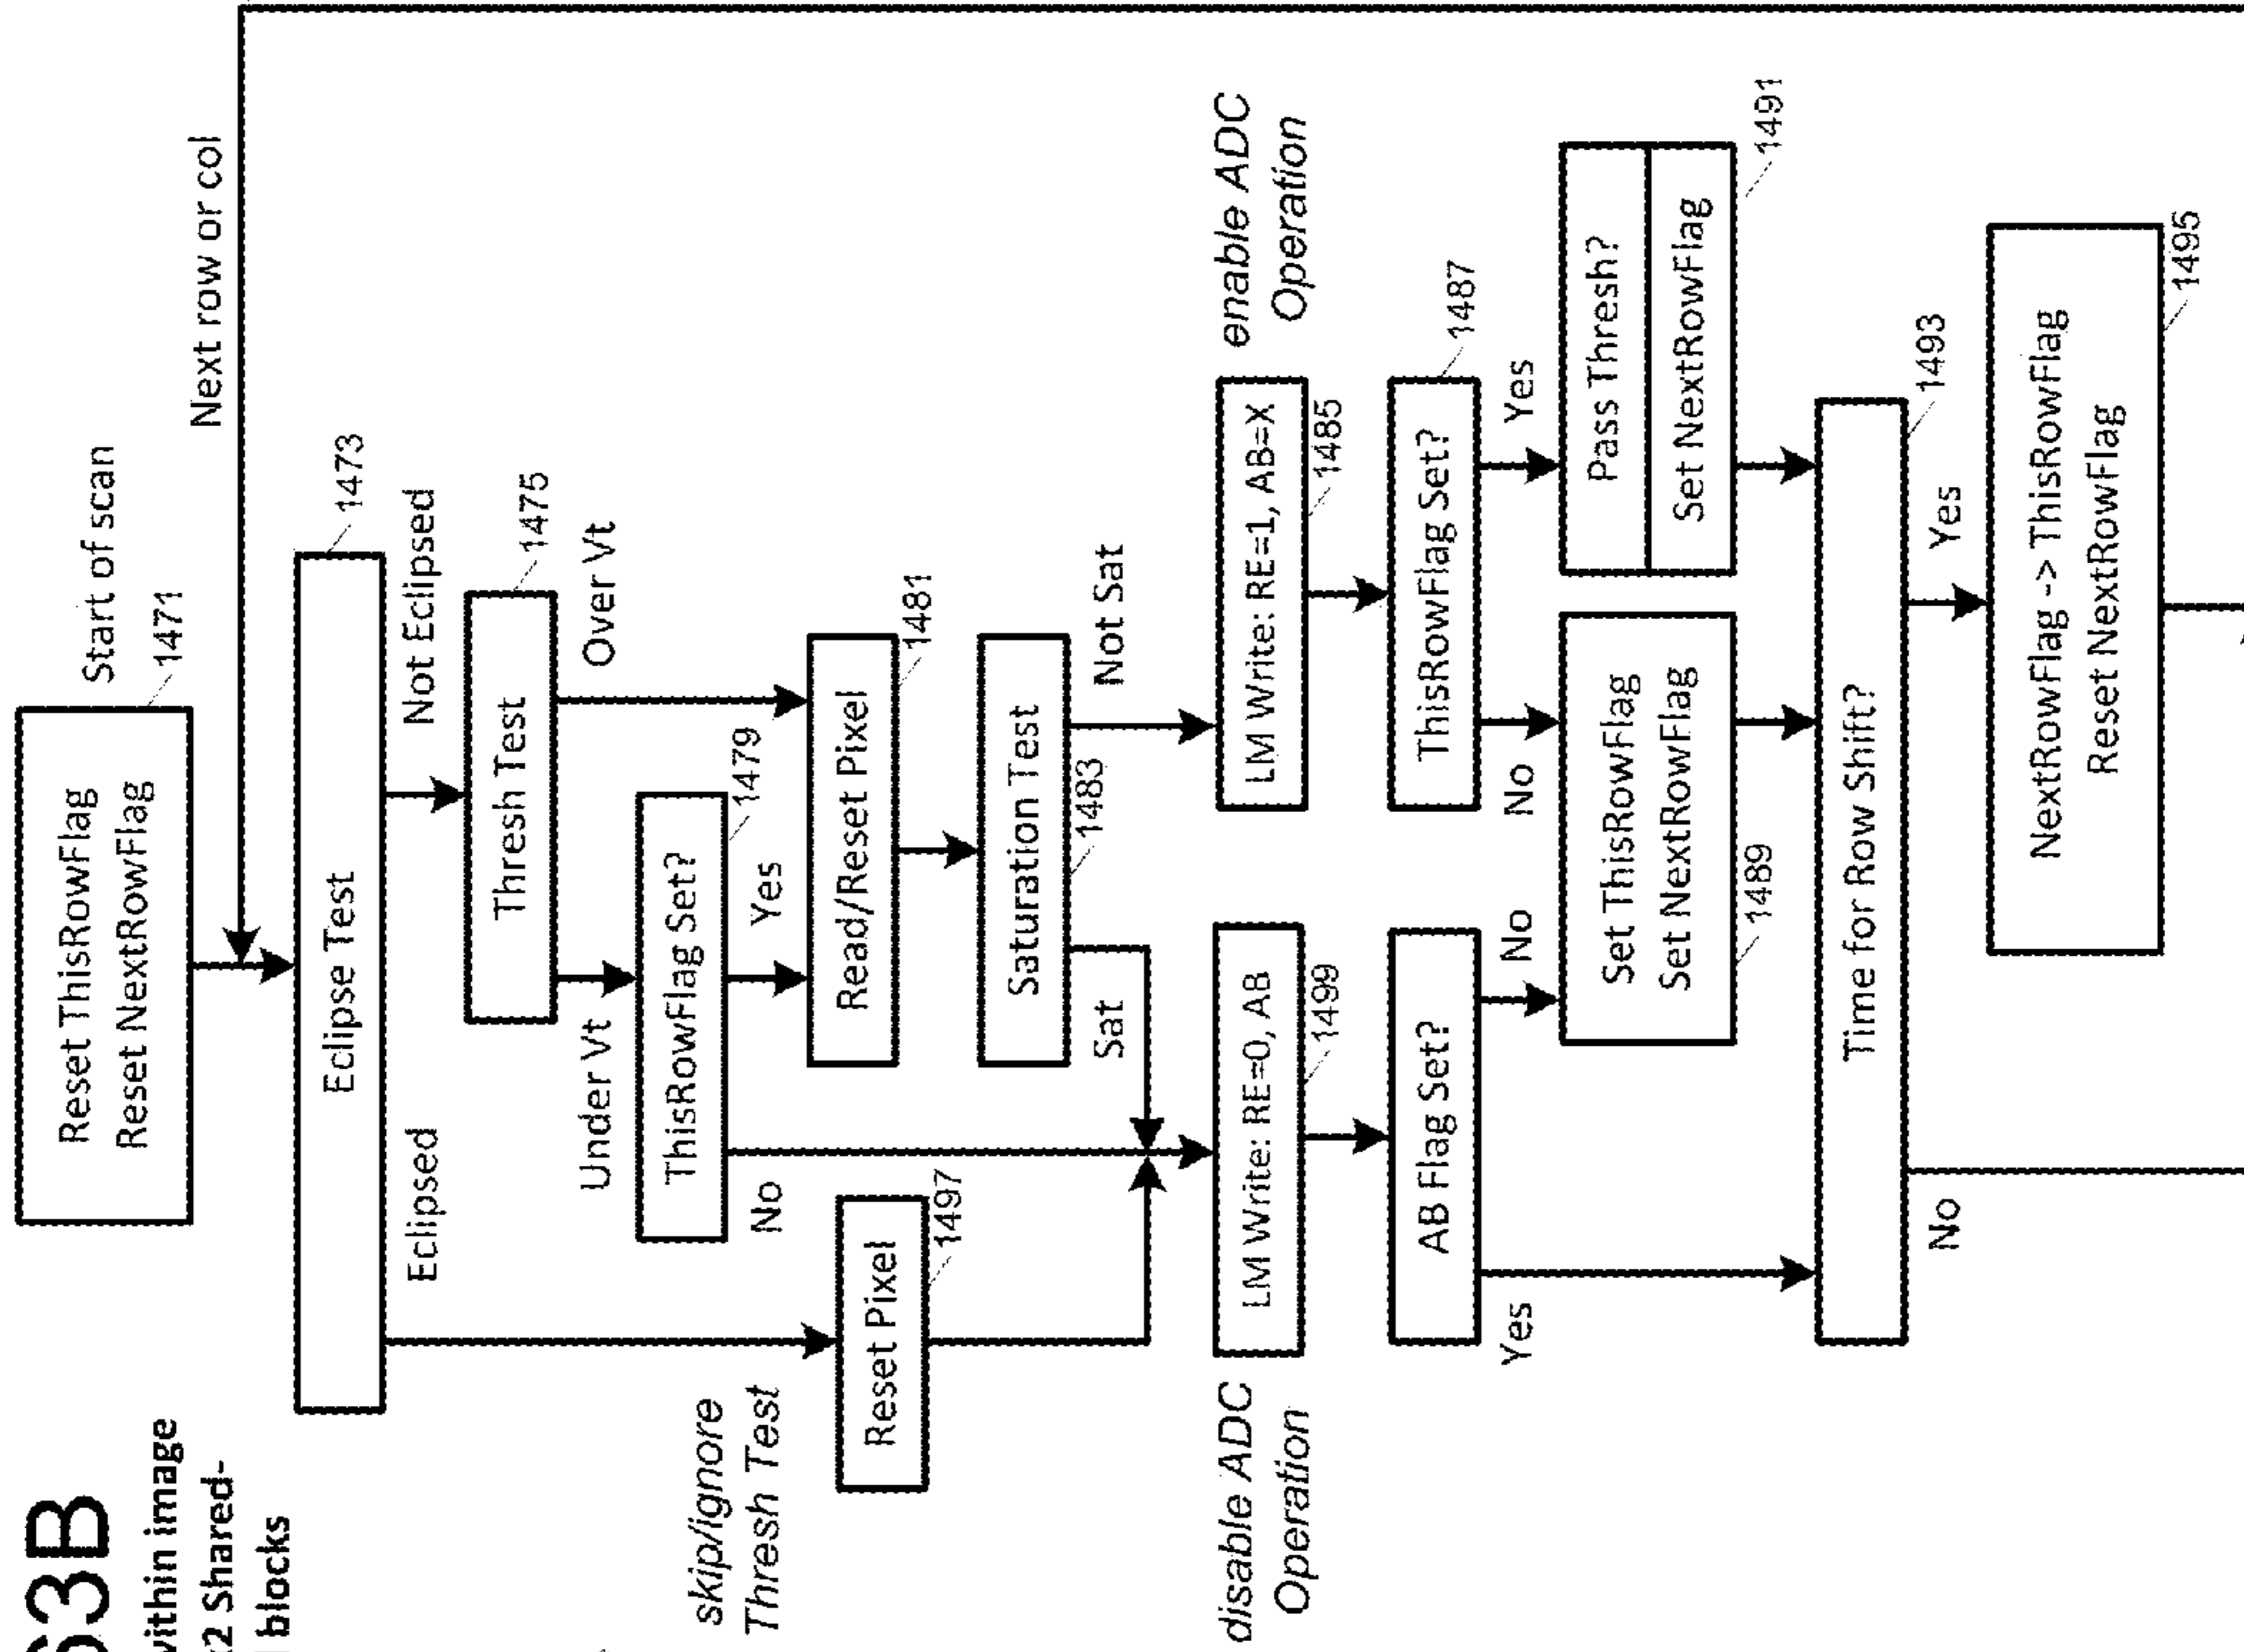 63B
within image
2 Shared-
blocks
Start of scan
Reset ThisRowFlag
Reset NextRowFlag
1471
Next row or col
Eclipse Test
1473
Eclipsed
Not Eclipsed
Thresh Test
1475
Under Vt
Over Vt
skip/ignore
Thresh Test
ThisRowFlag Set?
1479
No
Yes
Reset Pixel
1497
Read/Reset Pixel
1481
Saturation Test
1483
Sat
Not Sat
disable ADC
Operation
LM Write: RE=0, AB
1499
LM Write: RE=1, AB=X
1485
enable ADC
Operation
AB Flag Set?
ThisRowFlag Set?
1487
Yes
No
No
Yes
Set ThisRowFlag
Set NextRowFlag
1489
Pass Thresh?
Set NextRowFlag
1491
Time for Row Shift?
1493
No
Yes
NextRowFlag -> ThisRowFlag
Reset NextRowFlag
1495